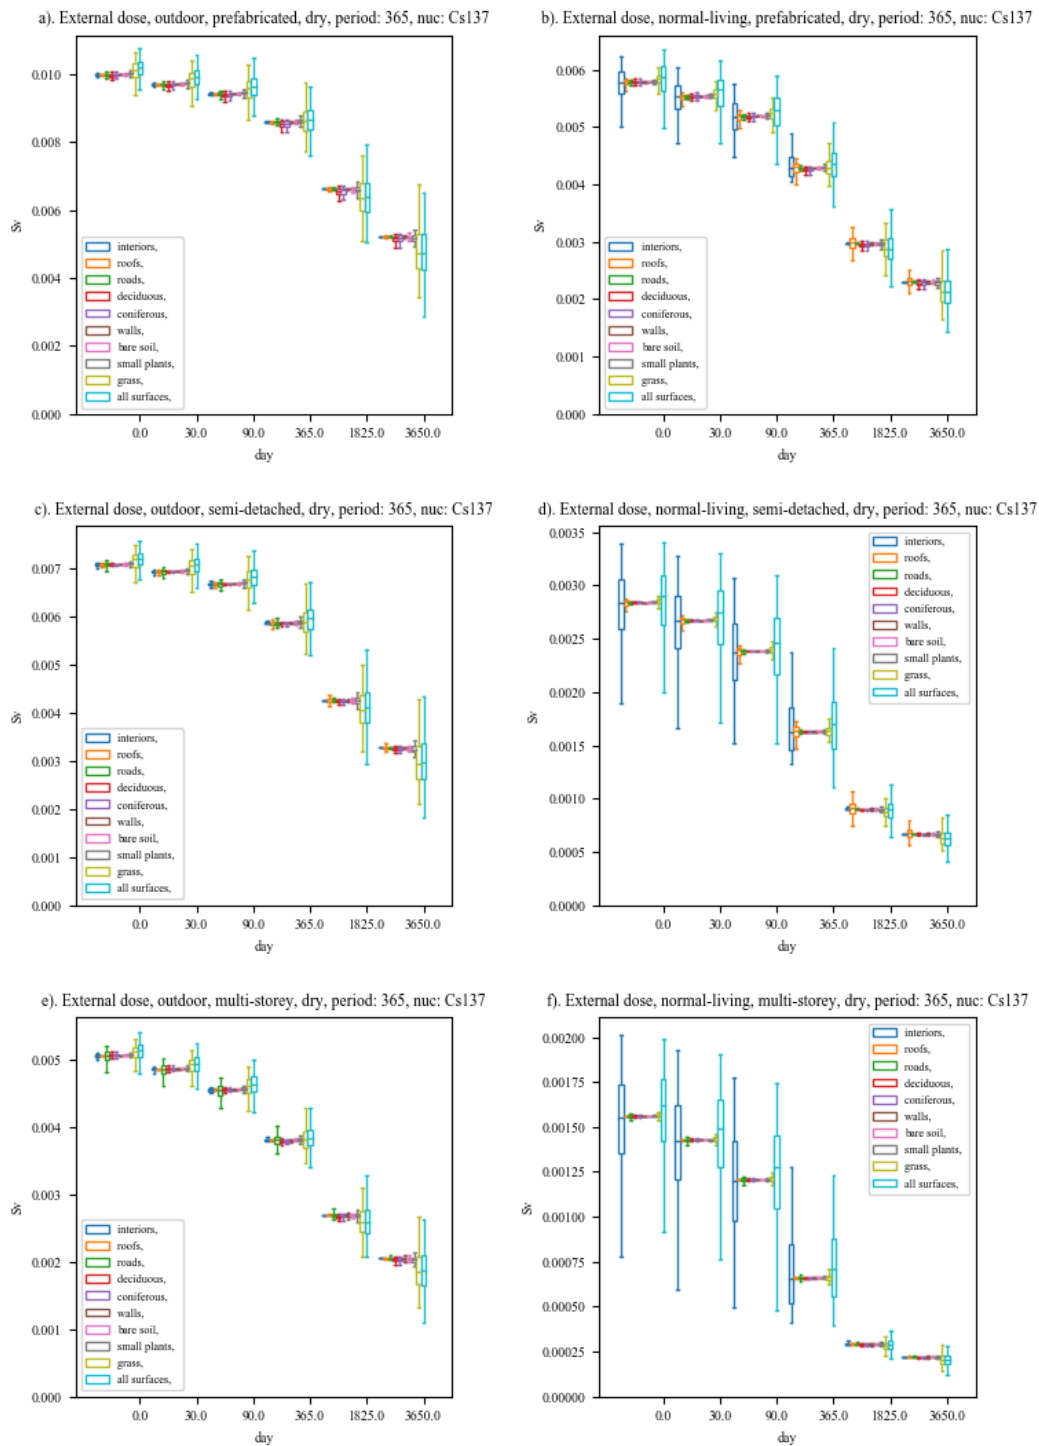 a). External dose, outdoor, prefabricated, dry, period: 365, nuc: Cs137
0.010
0.008
0.006
0.004
0.002
0.000
Sv
interiors,
roofs,
roads,
deciduous,
coniferous,
walls,
bare soil,
small plants,
grass,
all surfaces,
0.0 30.0 90.0 365.0 1825.0 3650.0
day
b). External dose, normal-living, prefabricated, dry, period: 365, nuc: Cs137
0.006
0.005
0.004
0.003
0.002
0.001
0.000
Sv
interiors,
roofs,
roads,
deciduous,
coniferous,
walls,
bare soil,
small plants,
grass,
all surfaces,
0.0 30.0 90.0 365.0 1825.0 3650.0
day
c). External dose, outdoor, semi-detached, dry, period: 365, nuc: Cs137
0.007
0.006
0.005
0.004
0.003
0.002
0.001
0.000
Sv
interiors,
roofs,
roads,
deciduous,
coniferous,
walls,
bare soil,
small plants,
grass,
all surfaces,
0.0 30.0 90.0 365.0 1825.0 3650.0
day
d). External dose, normal-living, semi-detached, dry, period: 365, nuc: Cs137
0.0035
0.0030
0.0025
0.0020
0.0015
0.0010
0.0005
0.0000
Sv
interiors,
roofs,
roads,
deciduous,
coniferous,
walls,
bare soil,
small plants,
grass,
all surfaces,
0.0 30.0 90.0 365.0 1825.0 3650.0
day
e). External dose, outdoor, multi-storey, dry, period: 365, nuc: Cs137
0.005
0.004
0.003
0.002
0.001
0.000
Sv
interiors,
roofs,
roads,
deciduous,
coniferous,
walls,
bare soil,
small plants,
grass,
all surfaces,
0.0 30.0 90.0 365.0 1825.0 3650.0
day
f). External dose, normal-living, multi-storey, dry, period: 365, nuc: Cs137
0.00200
0.00175
0.00150
0.00125
0.00100
0.00075
0.00050
0.00025
0.00000
Sv
interiors,
roofs,
roads,
deciduous,
coniferous,
walls,
bare soil,
small plants,
grass,
all surfaces,
0.0 30.0 90.0 365.0 1825.0 3650.0
day